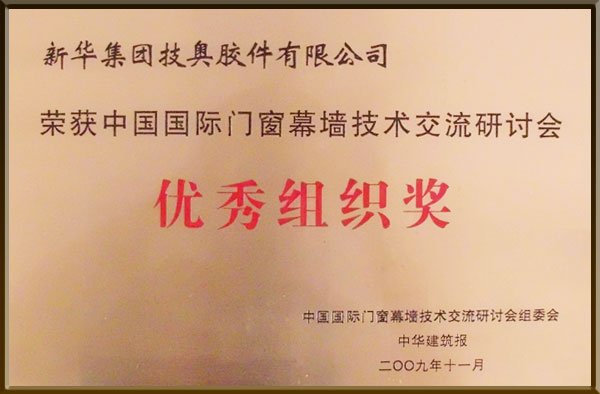 新华集团技奥胶件有限公司
荣获中国国际门窗幕墙技术交流研讨会
优秀组织奖
中国国际门窗幕墙技术交流研讨会组委会
中华建筑报
二〇〇九年十一月